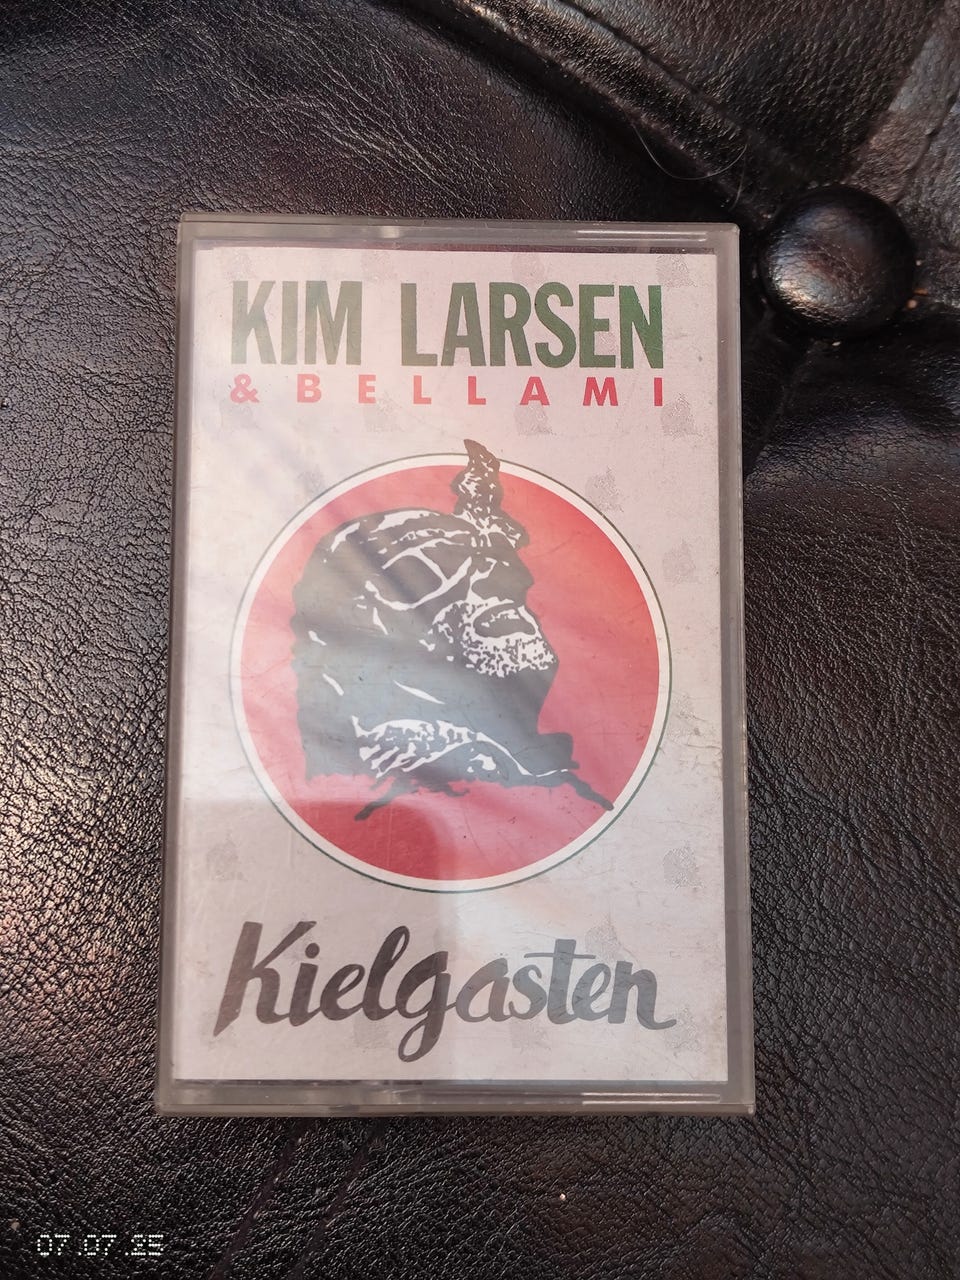 KIM LARSEN
& BELLAMI
Kielgasten
07.07.25